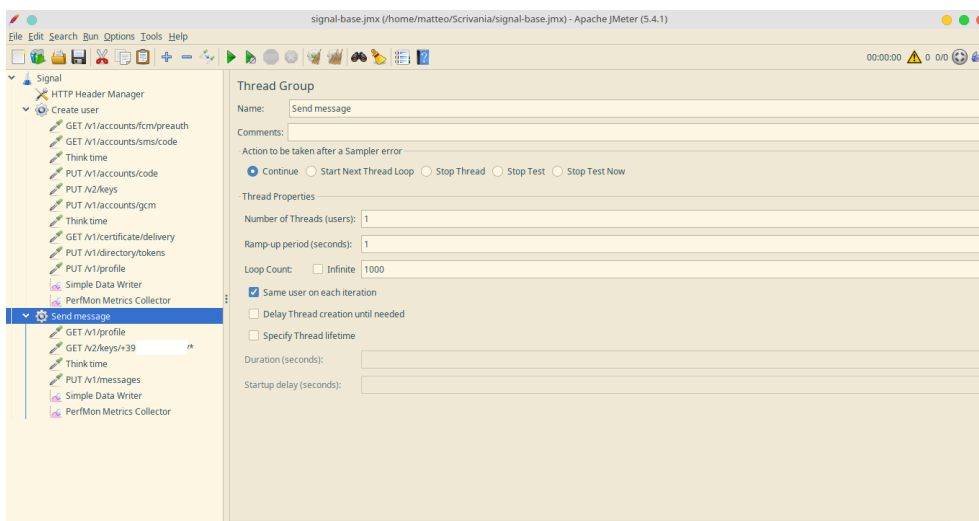 signal-base.jmx (/home/matteo/Scrivania/signal-base.jmx) - Apache JMeter (5.4.1)
File Edit Search Run Options Tools Help
00:00:00 0 0/0
Signal
HTTP Header Manager
Create user
GET /v1/accounts/fcm/preauth
GET /v1/accounts/sms/code
Think time
PUT /v1/accounts/code
PUT /v2/keys
PUT /v1/accounts/gcm
Think time
GET /v1/certificate/delivery
PUT /v1/directory/tokens
PUT /v1/profile
Simple Data Writer
PerfMon Metrics Collector
Send message
GET /v1/profile
GET /v2/keys/+39 /*
Think time
PUT /v1/messages
Simple Data Writer
PerfMon Metrics Collector
Thread Group
Name: Send message
Comments:
Action to be taken after a Sampler error
Continue Start Next Thread Loop Stop Thread Stop Test Stop Test Now
Thread Properties
Number of Threads (users): 1
Ramp-up period (seconds): 1
Loop Count: Infinite 1000
Same user on each iteration
Delay Thread creation until needed
Specify Thread lifetime
Duration (seconds):
Startup delay (seconds):